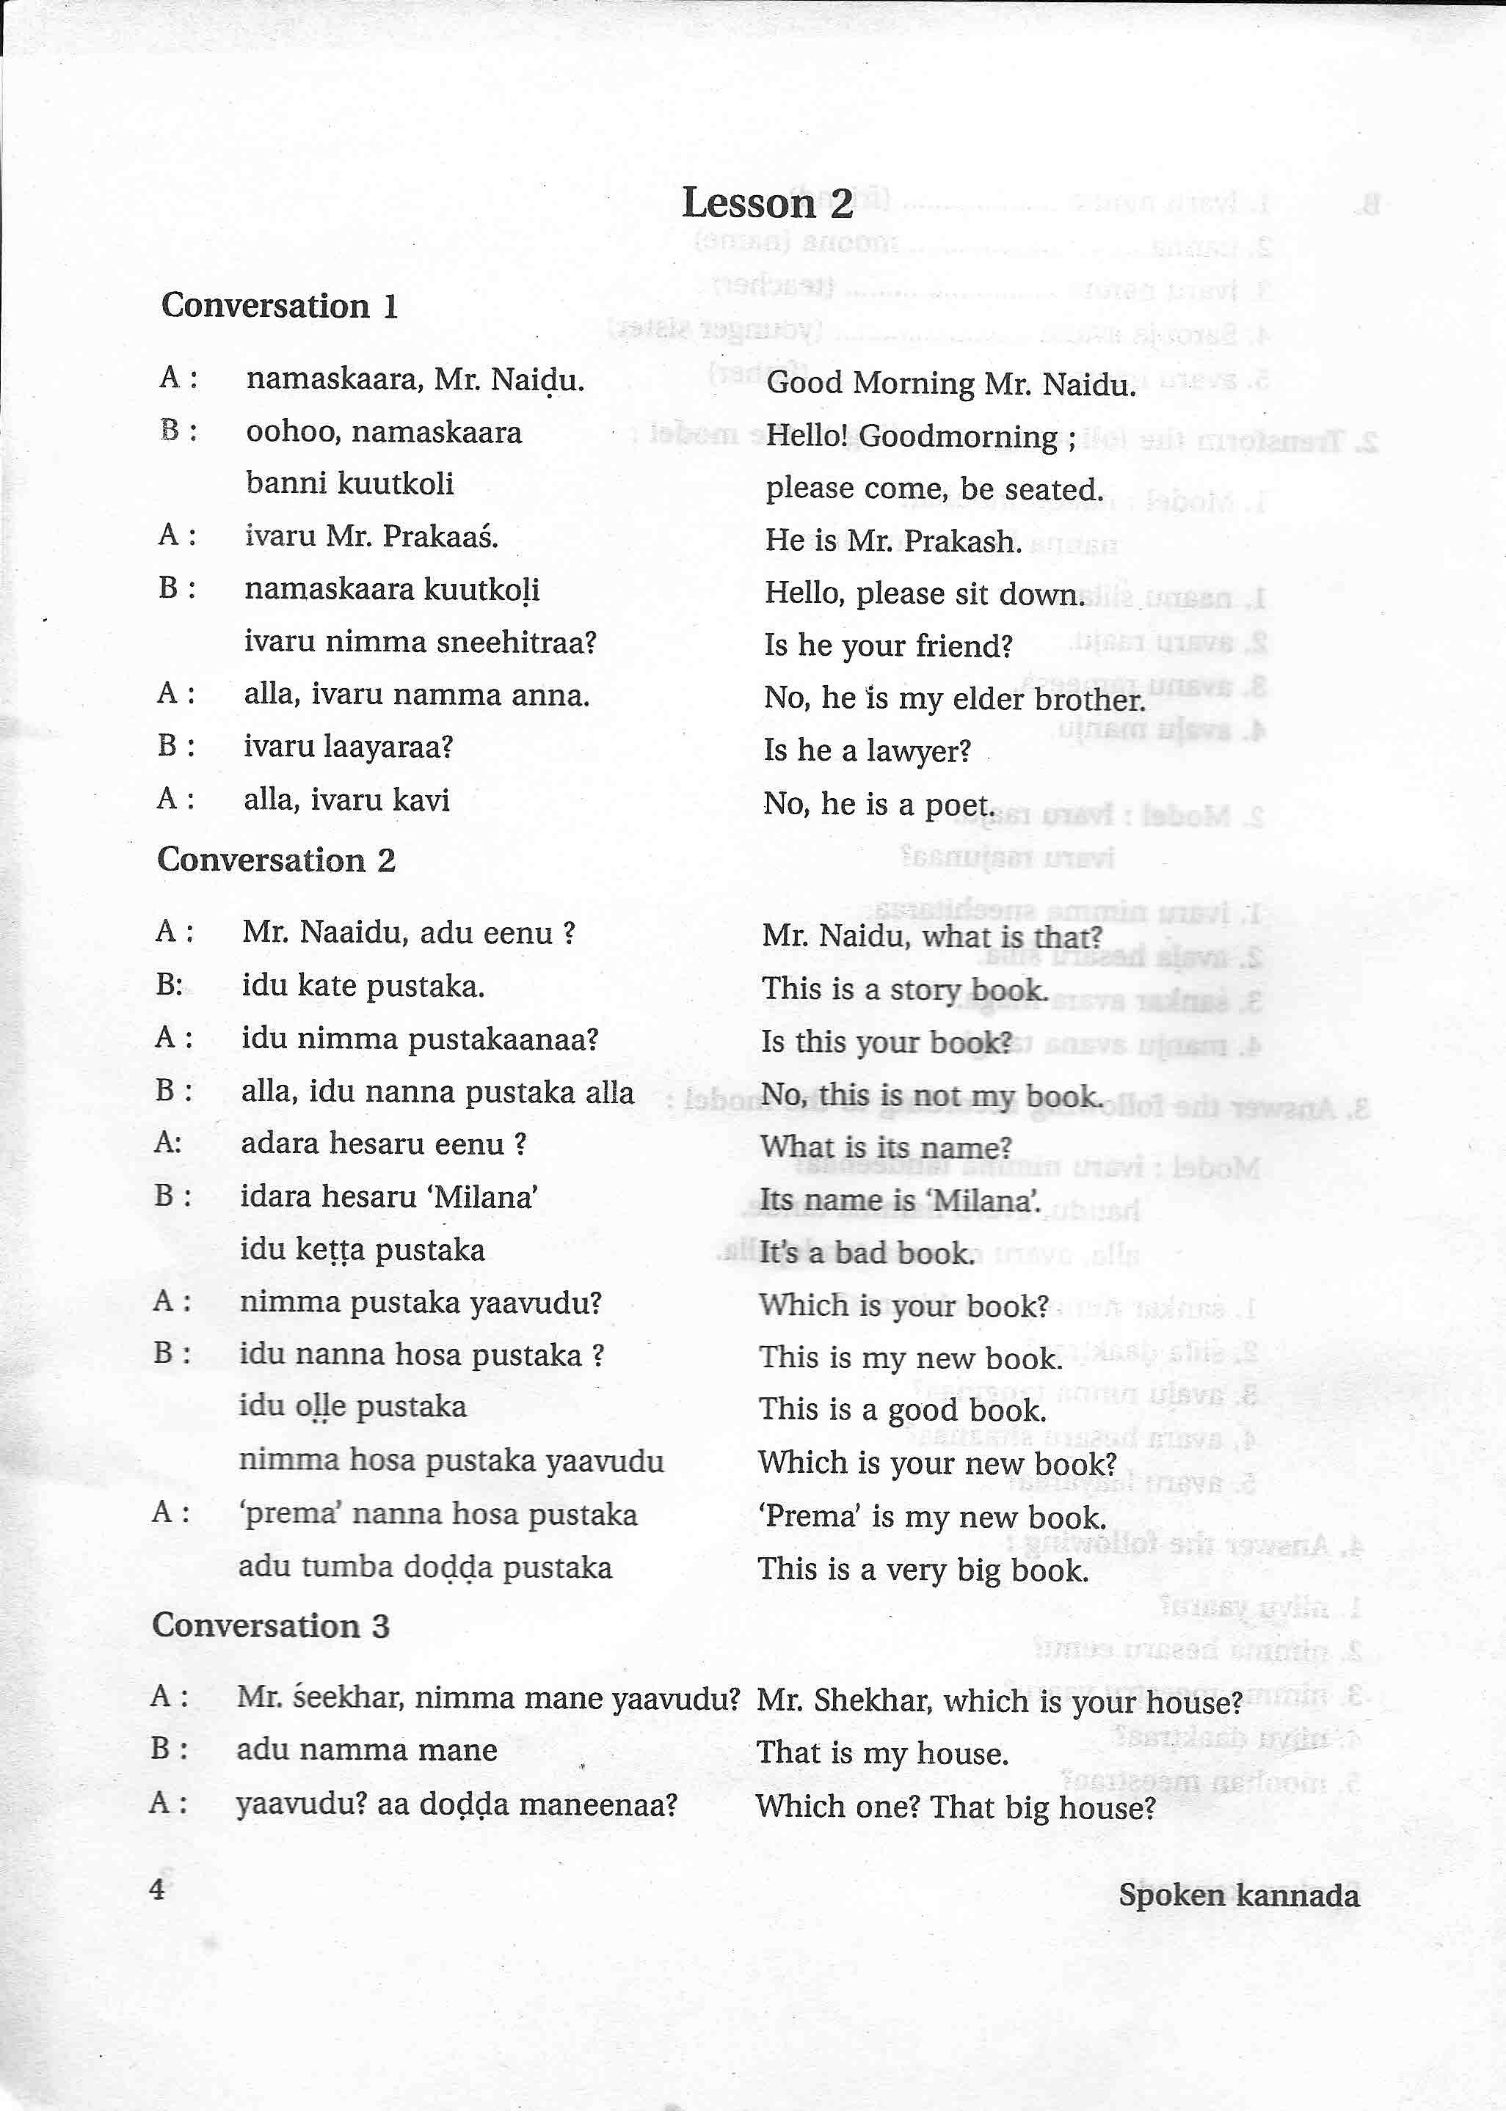 Lesson 2
Conversation 1
A : namaskaara, Mr. Naiḍu. Good Morning Mr. Naidu.
B : oohoo, namaskaara Hello! Goodmorning ;
banni kuutkoli please come, be seated.
A : ivaru Mr. Prakaaś. He is Mr. Prakash.
B : namaskaara kuutkoḷi Hello, please sit down.
ivaru nimma sneehitraa? Is he your friend?
A : alla, ivaru namma anna. No, he is my elder brother.
B : ivaru laayaraa? Is he a lawyer?
A : alla, ivaru kavi No, he is a poet.
Conversation 2
A : Mr. Naaidu, adu eenu ? Mr. Naidu, what is that?
B: idu kate pustaka. This is a story book.
A : idu nimma pustakaanaa? Is this your book?
B : alla, idu nanna pustaka alla No, this is not my book.
A: adara hesaru eenu ? What is its name?
B : idara hesaru ‘Milana’ Its name is ‘Milana’.
idu keṭṭa pustaka It’s a bad book.
A : nimma pustaka yaavudu? Which is your book?
B : idu nanna hosa pustaka ? This is my new book.
idu oḷḷe pustaka This is a good book.
nimma hosa pustaka yaavudu Which is your new book?
A : ‘prema’ nanna hosa pustaka ‘Prema’ is my new book.
adu tumba doḍḍa pustaka This is a very big book.
Conversation 3
A : Mr. śeekhar, nimma mane yaavudu? Mr. Shekhar, which is your house?
B : adu namma mane That is my house.
A : yaavudu? aa doḍḍa maneenaa? Which one? That big house?
4 Spoken kannada